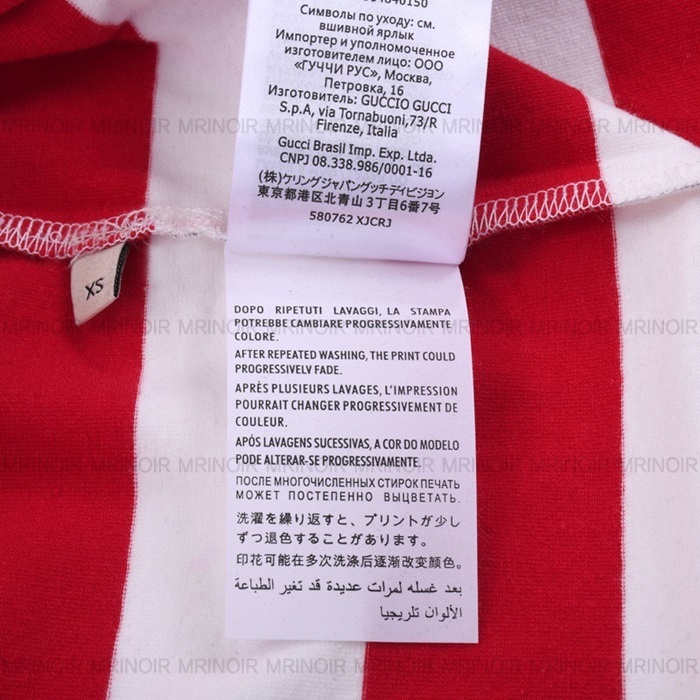 Символы по уходу: см.
вшивной ярлык
Импортер и уполномоченное
изготовителем лицо: ООО
«ГУЧЧИ РУС», Москва,
Петровка, 16
Изготовитель: GUCCIO GUCCI
S.p.A, via Tornabuoni,73/R
Firenze, Italia
Gucci Brasil Imp. Exp. Ltda.
CNPJ 08.338.986/0001-16
(株)ケリングジャパングッチディビジョン
東京都港区北青山 3丁目6番7号
580762 XJCRJ
XS
DOPO RIPETUTI LAVAGGI, LA STAMPA
POTREBBE CAMBIARE PROGRESSIVAMENTE
COLORE.
AFTER REPEATED WASHING, THE PRINT COULD
PROGRESSIVELV FADE.
APRÈS PLUSIEURS LAVAGES, L'IMPRESSION
POURRAIT CHANGER PROGRESSIVEMENT DE
COULEUR.
APÓS LAVAGENS SUCESSIVAS, A COR DO MODELO
PODE ALTERAR-SE PROGRESSIVAMENTE.
ПОСЛЕ МНОГОЧИСЛЕННЫХ СТИРОК ПЕЧАТЬ
МОЖЕТ ПОСТЕПЕННО ВЫЦВЕТАТЬ.
洗濯を繰り返すと、プリントが少し
ずつ退色することがあります。
印花可能在多次洗涤后逐渐改变颜色。
بعد غسله لمرات عديدة قد تغير الطباعة
الألوان تلريجيا
MRINOIR MRINOIR MRINOIR MRINOIR MRINOIR